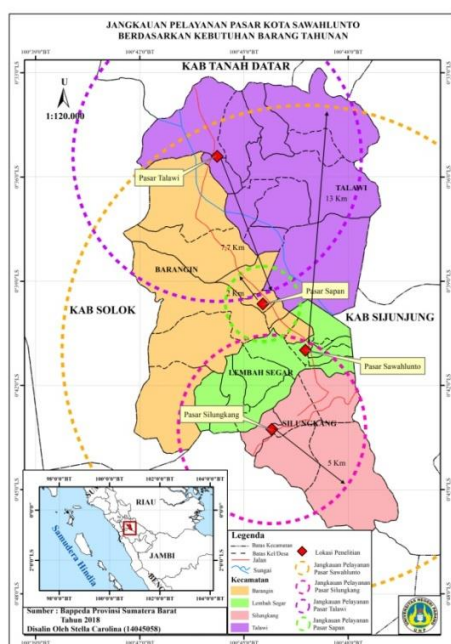 JANGKAUAN PELAYANAN PASAR KOTA SAWAHLUNTO
BERDASARKAN KEBUTUHAN BARANG TAHUNAN
KAB TANAH DATAR
U
1:120.000
Pasar Talawi
TALAWI
13 Km
7,7 Km
BARANGIN
Pasar Sapan
KAB SOLOK
KAB SIJUNJUNG
LEMBAH SEGAR
Pasar Sawahlunto
Pasar Silungkang
SILUNGKANG
5 Km
RIAU
JAMBI
Samudera Hindia
Legenda
Batas Kecamatan
Batas Kel/Desa
Jalan
Sungai
Kecamatan
Barangin
Lembah Segar
Silungkang
Talawi
Lokasi Penelitian
Jangkauan Pelayanan
Pasar Sawahlunto
Jangkauan Pelayanan
Pasar Silungkang
Jangkauan Pelayanan
Pasar Talawi
Jangkauan Pelayanan
Pasar Sapan
Sumber : Bappeda Provinsi Sumatera Barat
Tahun 2018
Disalin Oleh Stella Carolina (14045058)